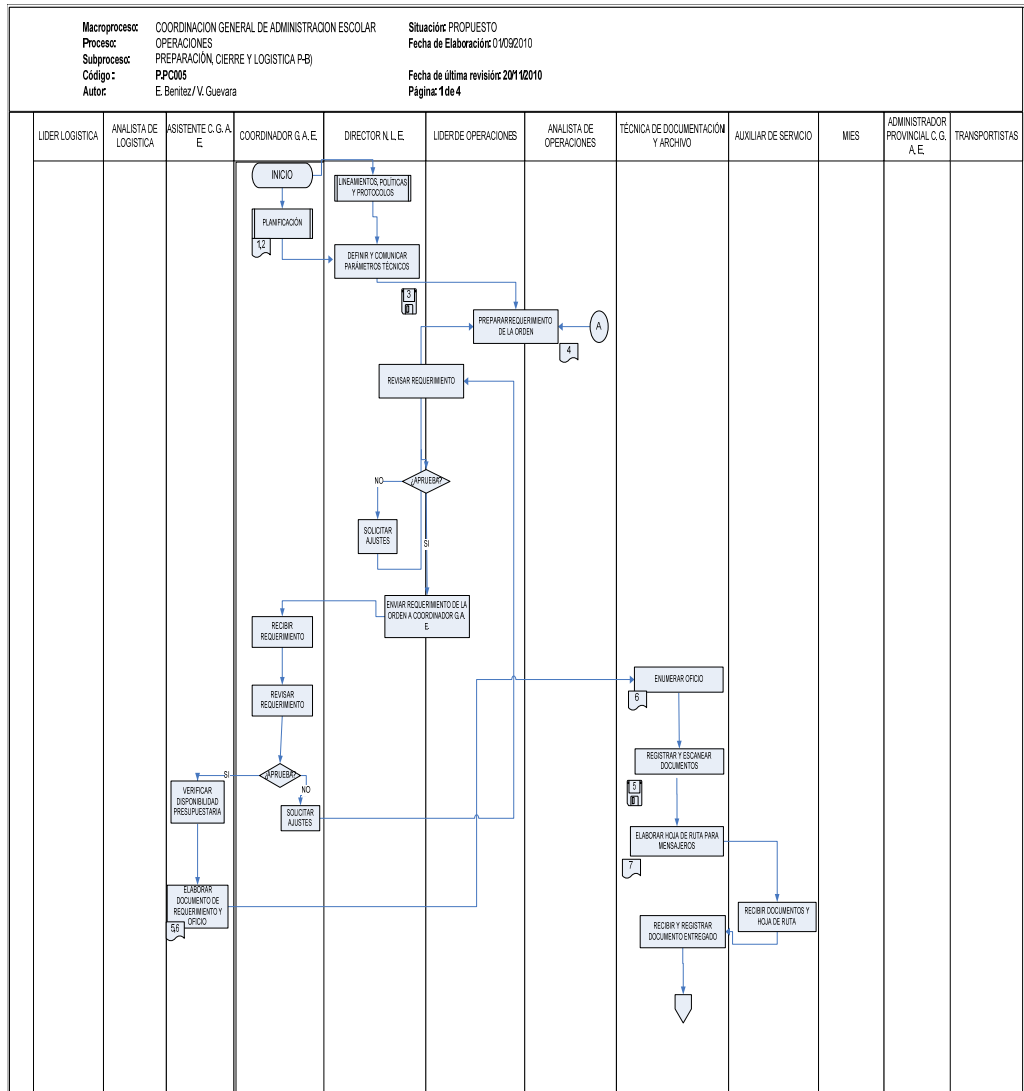 Macroproceso: COORDINACION GENERAL DE ADMINISTRACION ESCOLAR Situación: PROPUESTO
Proceso: OPERACIONES Fecha de Elaboración: 01/09/2010
Subproceso: PREPARACIÓN, CIERRE Y LOGISTICA P-B)
Código : P.PC005 Fecha de última revisión: 20/11/2010
Autor: E. Benitez / V. Guevara Página: 1 de 4
LIDER LOGISTICA
ANALISTA DE
LOGISTICA
ASISTENTE C. G. A.
E.
COORDINADOR G. A. E.
DIRECTOR N. L. E.
LIDER DE OPERACIONES
ANALISTA DE
OPERACIONES
TÉCNICA DE DOCUMENTACIÓN
Y ARCHIVO
AUXILIAR DE SERVICIO
MIES
ADMINISTRADOR
PROVINCIAL C. G.
A. E.
TRANSPORTISTAS
INICIO
LINEAMIENTOS, POLÍTICAS
Y PROTOCOLOS
PLANIFICACIÓN
1,2
DEFINIR Y COMUNICAR
PARÁMETROS TÉCNICOS
3
PREPARAR REQUERIMIENTO
DE LA ORDEN
A
4
REVISAR REQUERIMIENTO
¿APRUEBA?
NO
SOLICITAR
AJUSTES
SI
ENVIAR REQUERIMIENTO DE LA
ORDEN A COORDINADOR G.A.
E.
RECIBIR
REQUERIMIENTO
REVISAR
REQUERIMIENTO
¿APRUEBA?
SI
NO
VERIFICAR
DISPONIBILIDAD
PRESUPUESTARIA
SOLICITAR
AJUSTES
ELABORAR
DOCUMENTO DE
REQUERIMIENTO Y
OFICIO
5,6
ENUMERAR OFICIO
6
REGISTRAR Y ESCANEAR
DOCUMENTOS
5
ELABORAR HOJA DE RUTA PARA
MENSAJEROS
7
RECIBIR DOCUMENTOS Y
HOJA DE RUTA
RECIBIR Y REGISTRAR
DOCUMENTO ENTREGADO